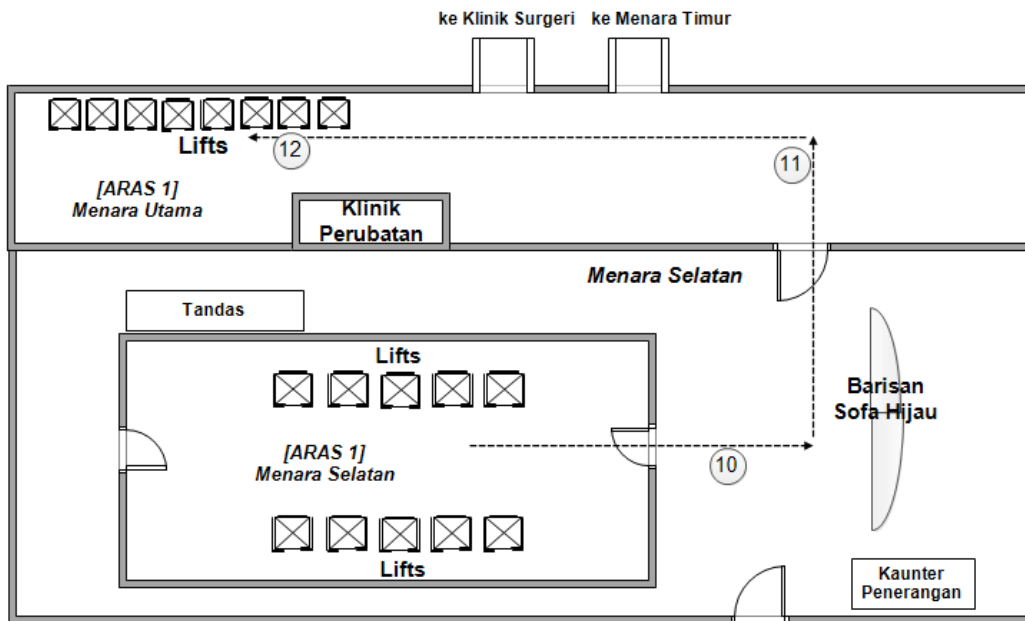 ke Klinik Surgeri
ke Menara Timur
Lifts
12
11
[ARAS 1]
Menara Utama
Klinik
Perubatan
Menara Selatan
Tandas
Lifts
Barisan
Sofa Hijau
[ARAS 1]
Menara Selatan
10
Lifts
Kaunter
Penerangan